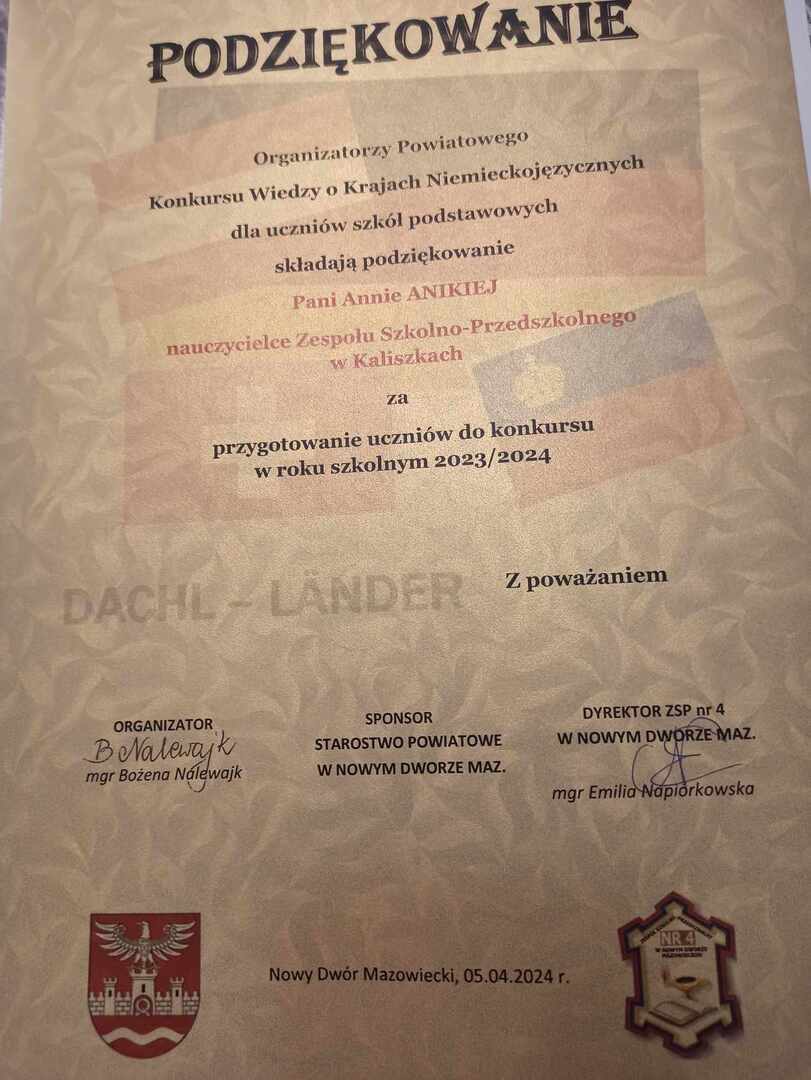 PODZIĘKOWANIE
Organizatorzy Powiatowego
Konkursu Wiedzy o Krajach Niemieckojęzycznych
dla uczniów szkół podstawowych
składają podziękowanie
Pani Annie ANIKIEJ
nauczycielce Zespołu Szkolno-Przedszkolnego
w Kaliszkach
za
przygotowanie uczniów do konkursu
w roku szkolnym 2023/2024
DACHL - LÄNDER
Z poważaniem
ORGANIZATOR
B Nalewajk
mgr Bożena Nalewajk
SPONSOR
STAROSTWO POWIATOWE
W NOWYM DWORZE MAZ.
DYREKTOR ZSP nr 4
W NOWYM DWORZE MAZ.
mgr Emilia Napiórkowska
Nowy Dwór Mazowiecki, 05.04.2024 r.
NR 4
W NOWYM DWORZE
MAZOWIECKIM